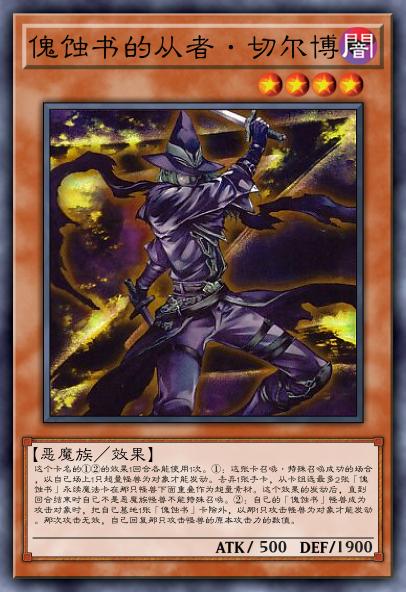 傀蚀书的从者·切尔博
闇
【恶魔族／效果】
这个卡名的①②的效果1回合各能使用1次。①：这张卡召唤·特殊召唤成功的场合
，以自己场上1只超量怪兽为对象才能发动。丢弃1张手卡，从卡组选最多2张「傀
蚀书」永续魔法卡在那只怪兽下面重叠作为超量素材。这个效果的发动后，直到
回合结束时自己不是恶魔族怪兽不能特殊召唤。②：自己的「傀蚀书」怪兽成为
攻击对象时，把自己墓地1张「傀蚀书」卡除外，以那1只攻击怪兽为对象才能发动
。那次攻击无效，自己回复那只攻击怪兽的原本攻击力的数值。
ATK/ 500 DEF/1900